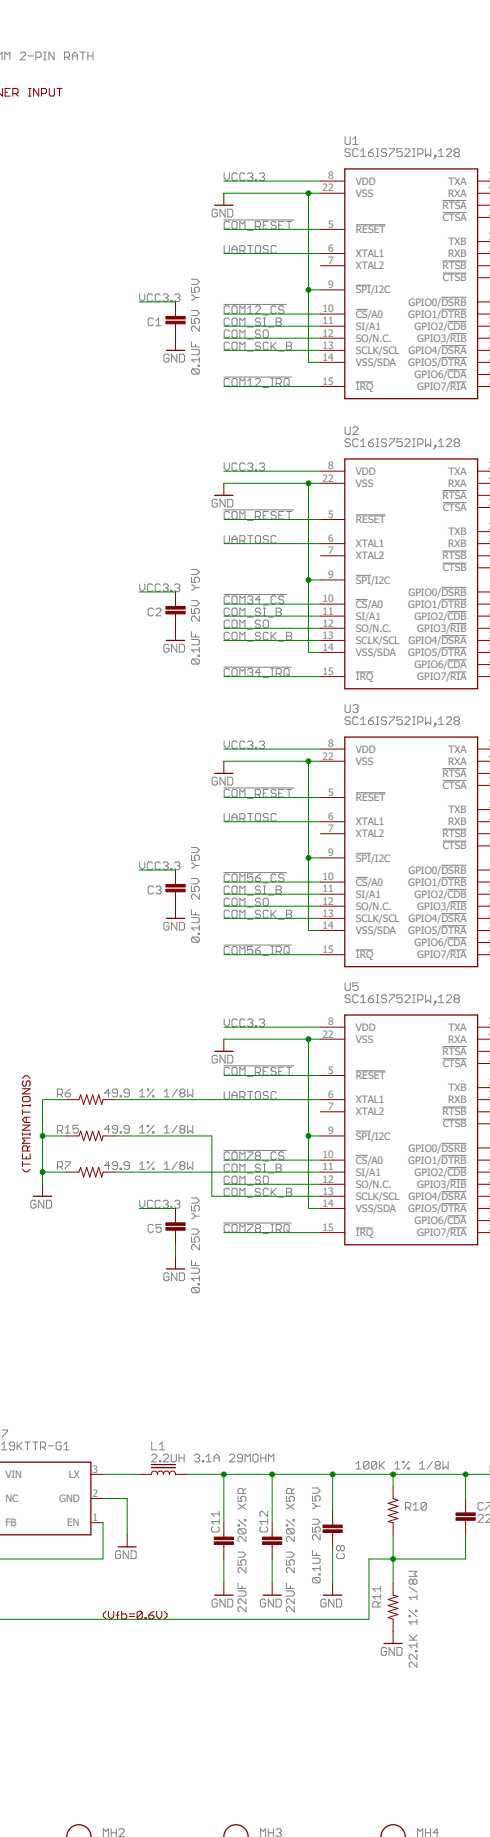 MM 2-PIN RATH
WER INPUT
U1
SC16IS752IPW,128
VCC3.3 8 VDD TXA
22 VSS RXA
GND RTSA
CTSA
COM_RESET 5 RESET
TXB
UARTOSC 6 XTAL1 RXB
7 XTAL2 RTSB
CTSB
9 SPI/I2C
GPIO0/DSRB
COM12_CS 10 CS/A0 GPIO1/DTRB
COM_SI_B 11 SI/A1 GPIO2/CDB
COM_SO 12 SO/N.C. GPIO3/RIB
COM_SCK_B 13 SCLK/SCL GPIO4/DSRA
14 VSS/SDA GPIO5/DTRA
GPIO6/CDA
COM12_IRQ 15 IRQ GPIO7/RIA
VCC3.3
C1
0.1UF 25V Y5V
GND
U2
SC16IS752IPW,128
VCC3.3 8 VDD TXA
22 VSS RXA
GND RTSA
CTSA
COM_RESET 5 RESET
TXB
UARTOSC 6 XTAL1 RXB
7 XTAL2 RTSB
CTSB
9 SPI/I2C
GPIO0/DSRB
COM34_CS 10 CS/A0 GPIO1/DTRB
COM_SI_B 11 SI/A1 GPIO2/CDB
COM_SO 12 SO/N.C. GPIO3/RIB
COM_SCK_B 13 SCLK/SCL GPIO4/DSRA
14 VSS/SDA GPIO5/DTRA
GPIO6/CDA
COM34_IRQ 15 IRQ GPIO7/RIA
VCC3.3
C2
0.1UF 25V Y5V
GND
U3
SC16IS752IPW,128
VCC3.3 8 VDD TXA
22 VSS RXA
GND RTSA
CTSA
COM_RESET 5 RESET
TXB
UARTOSC 6 XTAL1 RXB
7 XTAL2 RTSB
CTSB
9 SPI/I2C
GPIO0/DSRB
COM56_CS 10 CS/A0 GPIO1/DTRB
COM_SI_B 11 SI/A1 GPIO2/CDB
COM_SO 12 SO/N.C. GPIO3/RIB
COM_SCK_B 13 SCLK/SCL GPIO4/DSRA
14 VSS/SDA GPIO5/DTRA
GPIO6/CDA
COM56_IRQ 15 IRQ GPIO7/RIA
VCC3.3
C3
0.1UF 25V Y5V
GND
U5
SC16IS752IPW,128
VCC3.3 8 VDD TXA
22 VSS RXA
GND RTSA
CTSA
COM_RESET 5 RESET
TXB
UARTOSC 6 XTAL1 RXB
7 XTAL2 RTSB
CTSB
9 SPI/I2C
GPIO0/DSRB
COM78_CS 10 CS/A0 GPIO1/DTRB
COM_SI_B 11 SI/A1 GPIO2/CDB
COM_SO 12 SO/N.C. GPIO3/RIB
COM_SCK_B 13 SCLK/SCL GPIO4/DSRA
14 VSS/SDA GPIO5/DTRA
GPIO6/CDA
COM78_IRQ 15 IRQ GPIO7/RIA
(TERMINATIONS)
R6 49.9 1% 1/8W
R15 49.9 1% 1/8W
R7 49.9 1% 1/8W
GND
VCC3.3
C5
0.1UF 25V Y5V
GND
19KTTR-G1
VIN LX 3
NC GND 2
FB EN 1
GND
L1
2.2UH 3.1A 29MOHM
C11
22UF 25V 20% X5R
GND
C12
22UF 25V 20% X5R
GND
0.1UF 25V Y5V
C8
GND
100K 1% 1/8W
R10
C7
22
R11
22.1K 1% 1/8W
GND
(Vfb=0.6V)
MH2 MH3 MH4